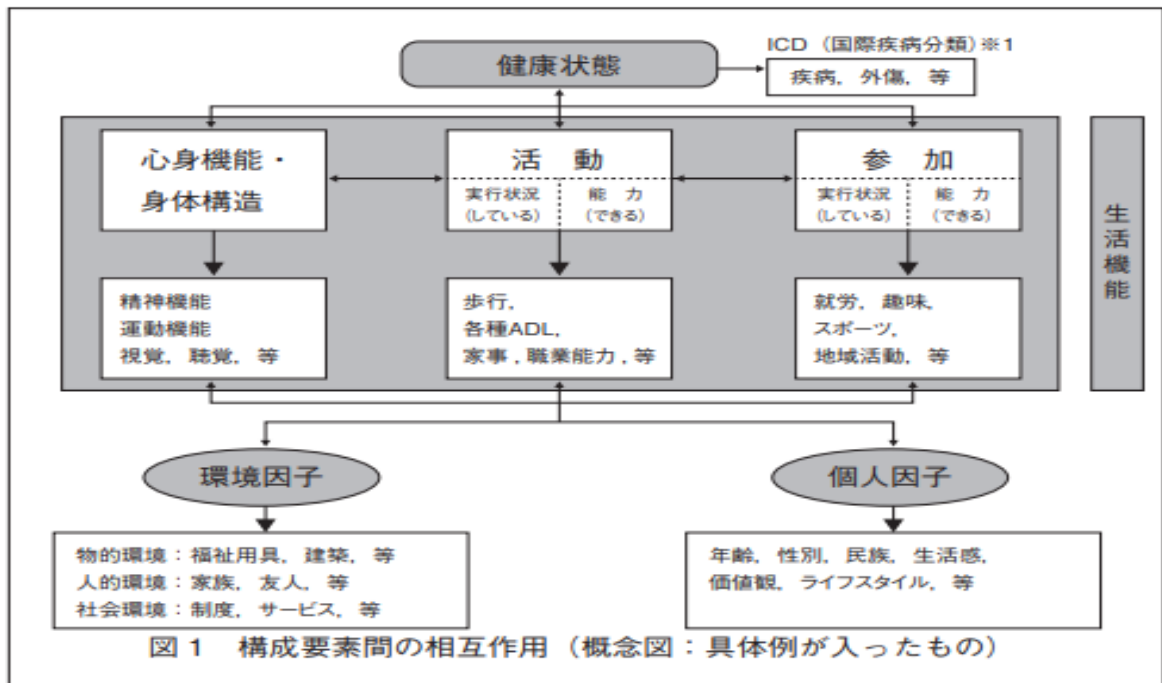 健康状態
ICD（国際疾病分類）※1
疾病，外傷，等
心身機能・
身体構造
活 動
実行状況
(している)
能 力
(できる)
参 加
実行状況
(している)
能 力
(できる)
生活機能
精神機能
運動機能
視覚，聴覚，等
歩行，
各種ADL，
家事，職業能力，等
就労，趣味，
スポーツ，
地域活動，等
環境因子
個人因子
物的環境：福祉用具，建築，等
人的環境：家族，友人，等
社会環境：制度，サービス，等
年齢，性別，民族，生活感，
価値観，ライフスタイル，等
図1 構成要素間の相互作用（概念図：具体例が入ったもの）